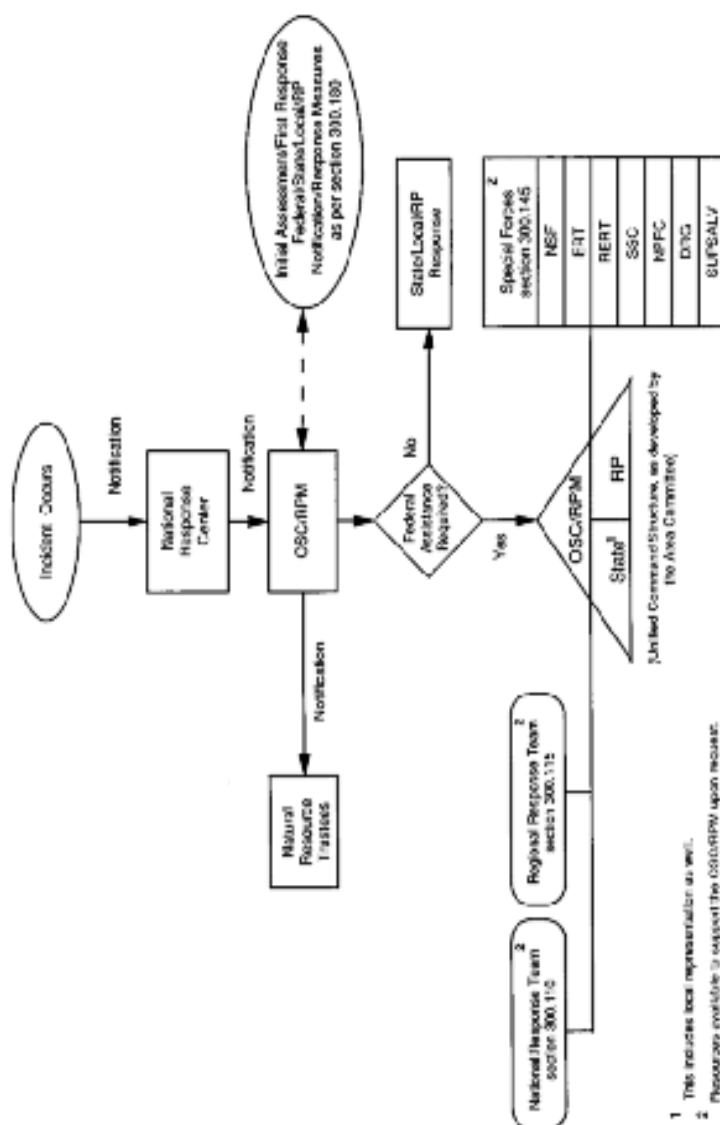 Incident Occurs
Notification
National
Response
Center
Notification
OSC/RPM
Initial Assessment/First Response
Federal/State/Local/RP
Notification/Response Measures
as per section 300.180
Notification
Natural
Resource
Trustees
Federal
Assistance
Required?
No
State/Local/RP
Response
Yes
OSC/RPM
State1
RP
(Unified Command Structure, as developed by
the Area Committee)
National Response Team 2
section 300.110
Regional Response Team 2
section 300.115
2
Special Forces
section 300.145
NSF
ERT
RERT
SSC
NPFC
DRG
SUPSALV
1 This includes local representation as well.
2 Resources available to support the OSC/RPM upon request.